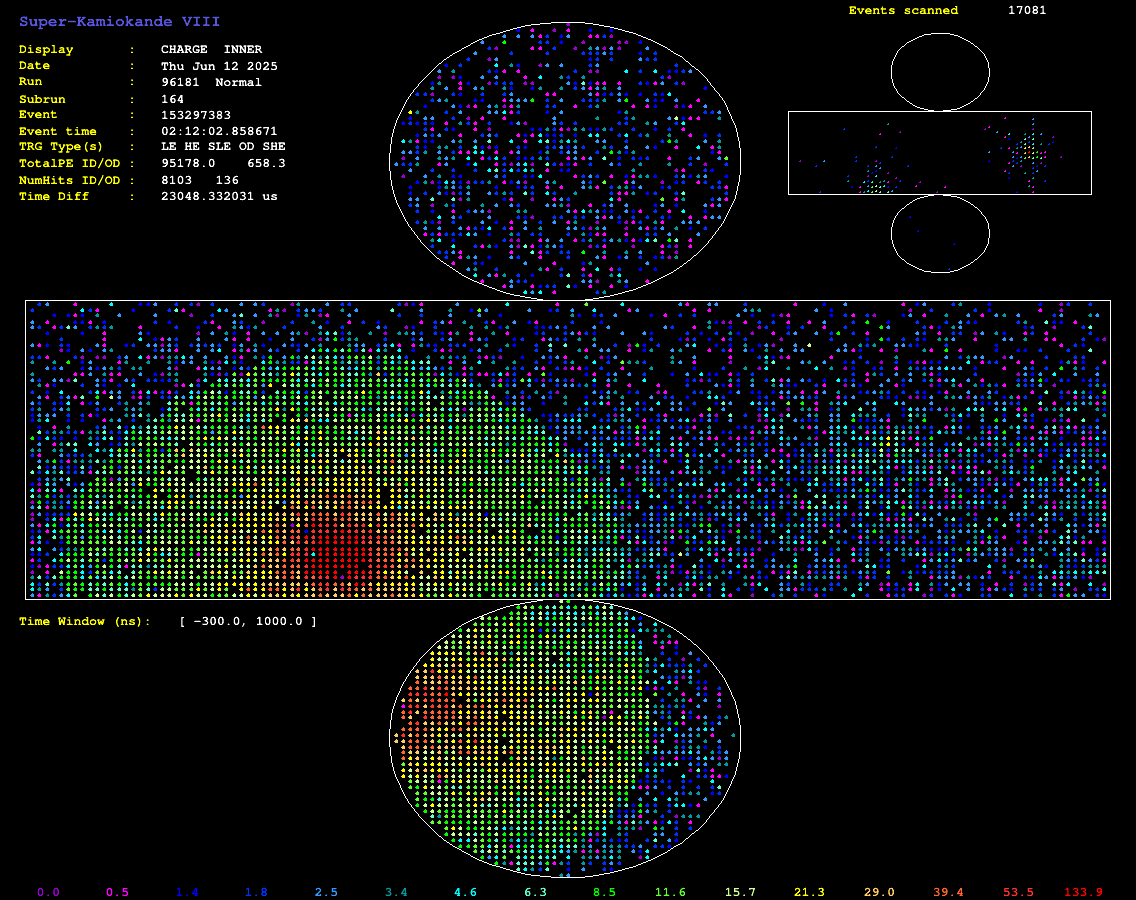 Super-Kamiokande VIII
Events scanned 17081
Display : CHARGE INNER
Date : Thu Jun 12 2025
Run : 96181 Normal
Subrun : 164
Event : 153297383
Event time : 02:12:02.858671
TRG Type(s) : LE HE SLE OD SHE
TotalPE ID/OD : 95178.0 658.3
NumHits ID/OD : 8103 136
Time Diff : 23048.332031 us
Time Window (ns): [ -300.0, 1000.0 ]
0.0 0.5 1.4 1.8 2.5 3.4 4.6 6.3 8.5 11.6 15.7 21.3 29.0 39.4 53.5 133.9